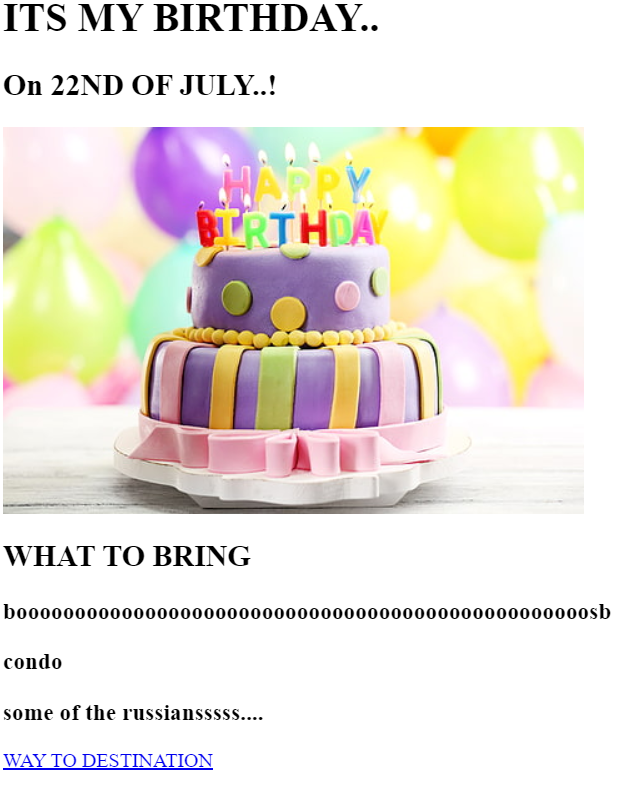 ITS MY BIRTHDAY..
On 22ND OF JULY..!
HAPPY
BIRTHDAY
WHAT TO BRING
boooooooooooooooooooooooooooooooooooooooooooooooooosb
condo
some of the russiansssss....
WAY TO DESTINATION